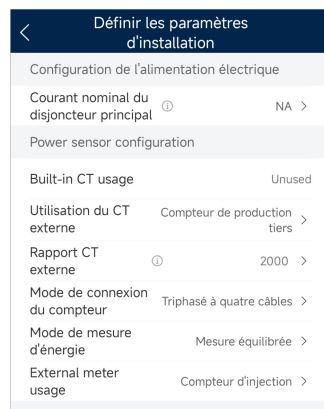 Définir les paramètres
d'installation
Configuration de l'alimentation électrique
Courant nominal du
disjoncteur principal
NA
Power sensor configuration
Built-in CT usage
Unused
Utilisation du CT
externe
Compteur de production
tiers
Rapport CT
externe
2000
Mode de connexion
du compteur
Triphasé à quatre câbles
Mode de mesure
d'énergie
Mesure équilibrée
External meter
usage
Compteur d'injection